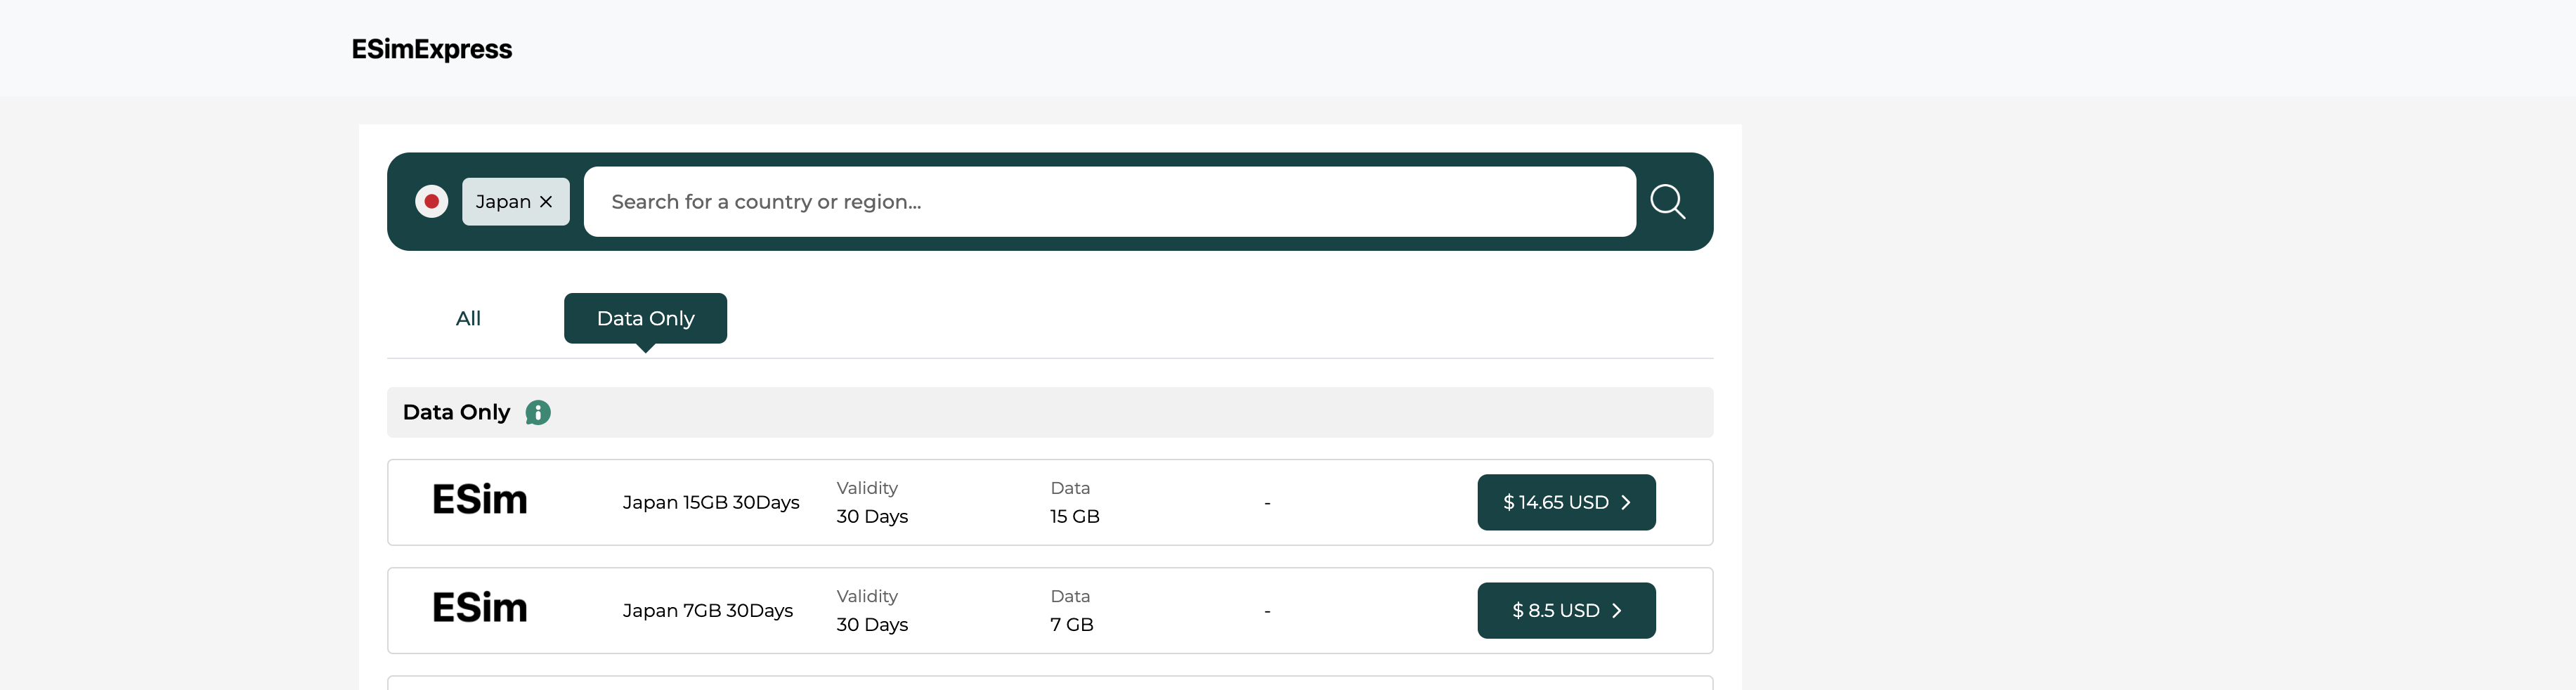 ESimExpress
Japan ×
Search for a country or region...
All
Data Only
Data Only
ESim
Japan 15GB 30Days
Validity
30 Days
Data
15 GB
-
$ 14.65 USD
ESim
Japan 7GB 30Days
Validity
30 Days
Data
7 GB
-
$ 8.5 USD